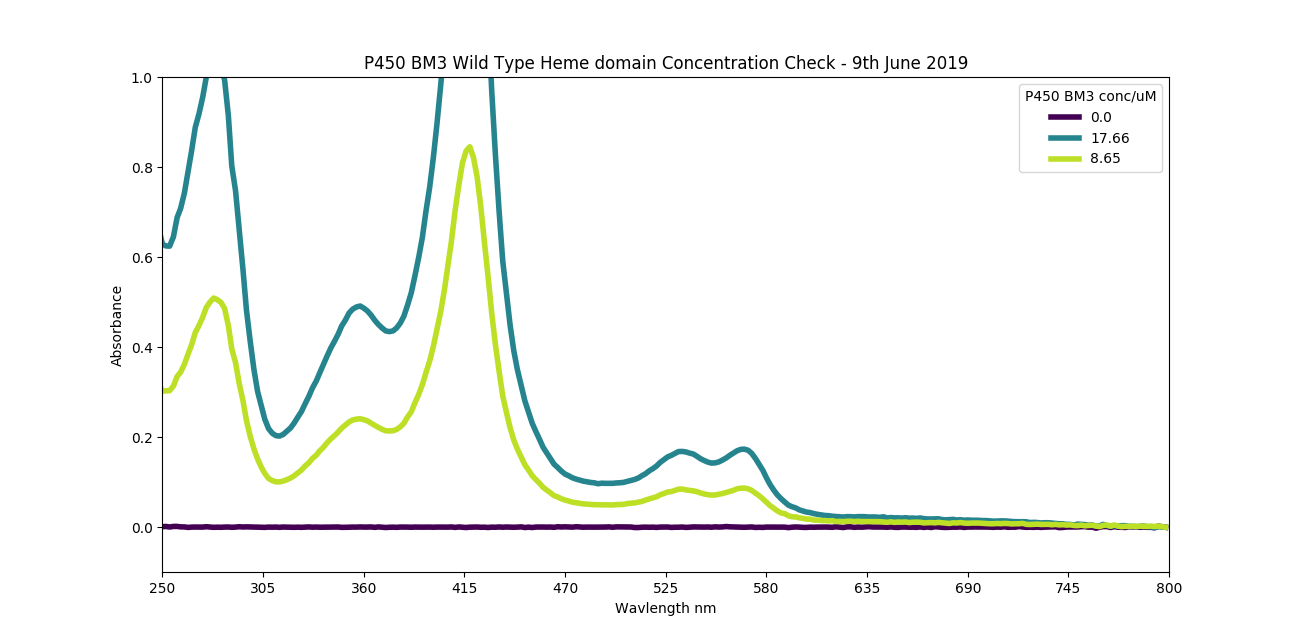 P450 BM3 Wild Type Heme domain Concentration Check - 9th June 2019
1.0
0.8
0.6
0.4
0.2
0.0
Absorbance
P450 BM3 conc/uM
0.0
17.66
8.65
250 305 360 415 470 525 580 635 690 745 800
Wavlength nm